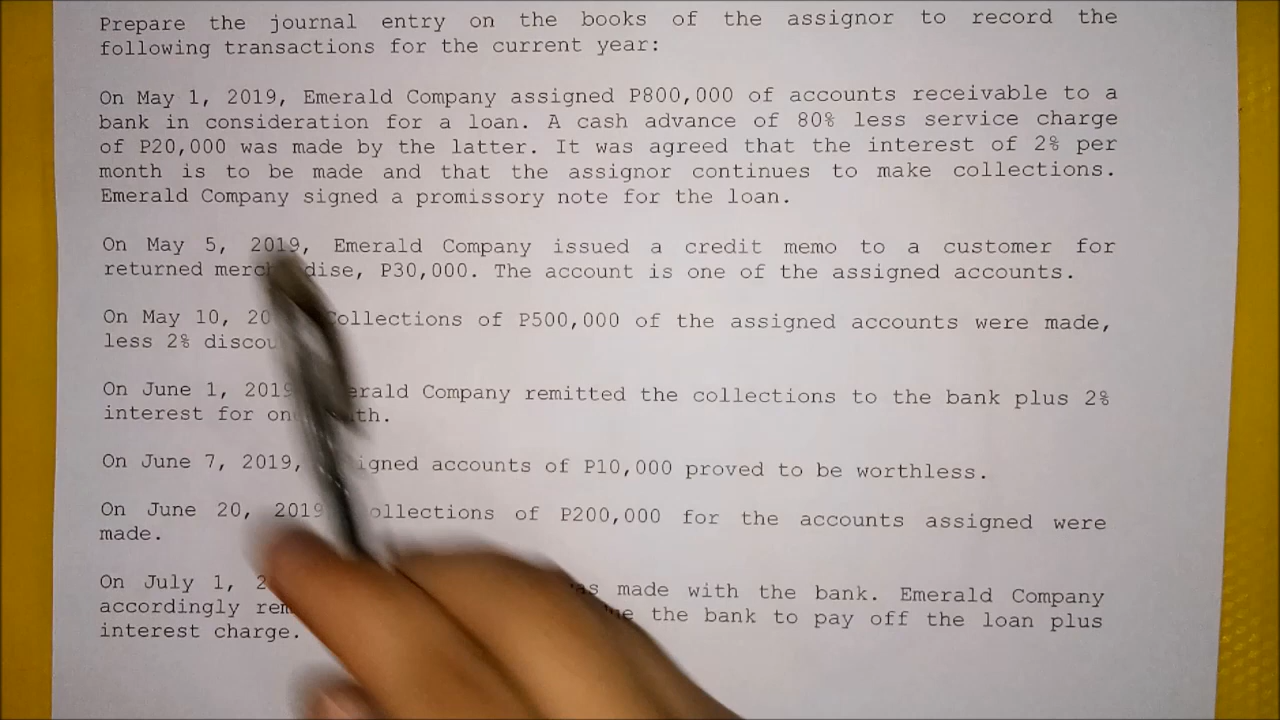 Prepare the journal entry on the books of the assignor to record the
following transactions for the current year:
On May 1, 2019, Emerald Company assigned P800,000 of accounts receivable to a
bank in consideration for a loan. A cash advance of 80% less service charge
of P20,000 was made by the latter. It was agreed that the interest of 2% per
month is to be made and that the assignor continues to make collections.
Emerald Company signed a promissory note for the loan.
On May 5, 2019, Emerald Company issued a credit memo to a customer for
returned merchandise, P30,000. The account is one of the assigned accounts.
On May 10, Collections of P500,000 of the assigned accounts were made,
less 2%
On June 1, 2019 Emerald Company remitted the collections to the bank plus 2%
interest for
On June 7, 2019, accounts of P10,000 proved to be worthless.
On June 20, 2019 collections of P200,000 for the accounts assigned were
made.
On July 1, made with the bank. Emerald Company
accordingly the bank to pay off the loan plus
interest charge.